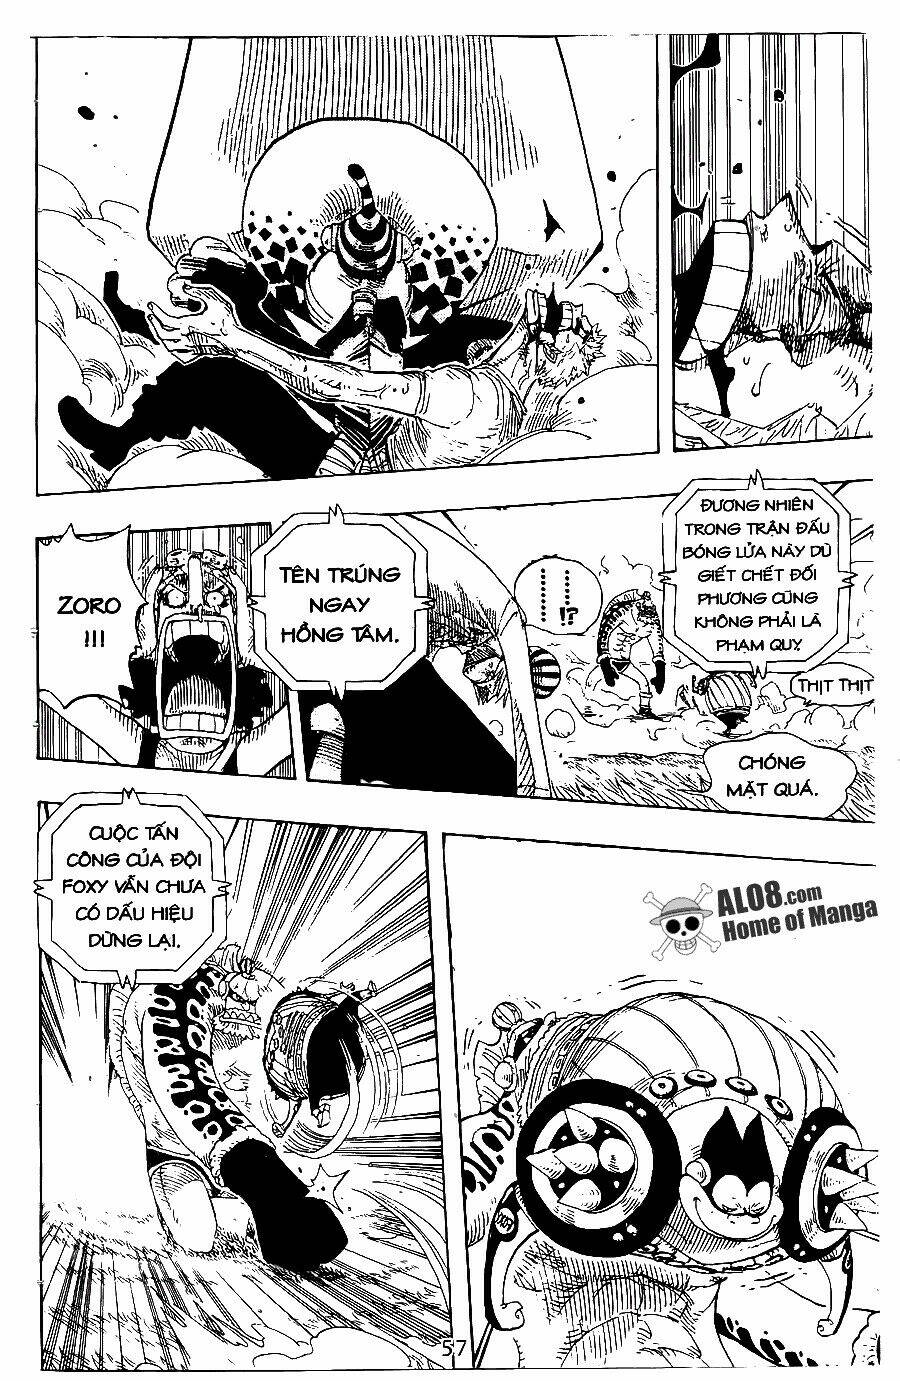 ZORO
!!!
TÊN TRÚNG
NGAY
HỒNG TÂM.
.........
.........
!?
ĐƯƠNG NHIÊN
TRONG TRẬN ĐẤU
BÓNG LỬA NÀY DÙ
GIẾT CHẾT ĐỐI
PHƯƠNG CŨNG
KHÔNG PHẢI LÀ
PHẠM QUY.
THỊT THỊT
CHÓNG
MẶT QUÁ.
CUỘC TẤN
CÔNG CỦA ĐỘI
FOXY VẪN CHƯA
CÓ DẤU HIỆU
DỪNG LẠI.
AL08.com
Home of Manga
57